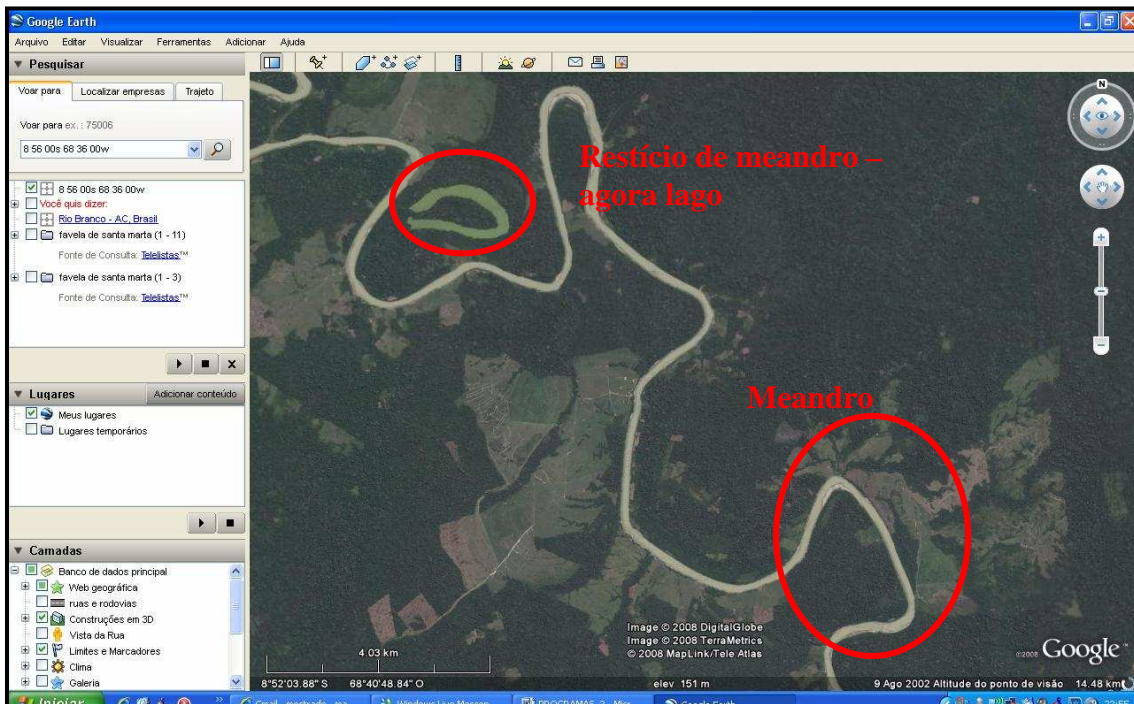 Google Earth
Arquivo Editar Visualizar Ferramentas Adicionar Ajuda
Pesquisar
Voar para Localizar empresas Trajeto
Voar para ex.: 75006
8 56 00s 68 36 00w
8 56 00s 68 36 00w
Você quis dizer:
Rio Branco - AC, Brasil
favela de santa marta (1 - 11)
Fonte de Consulta: Telelistas™
favela de santa marta (1 - 3)
Fonte de Consulta: Telelistas™
Lugares Adicionar conteúdo
Meus lugares
Lugares temporários
Camadas
Banco de dados principal
Web geográfica
ruas e rodovias
Construções em 3D
Vista da Rua
Limites e Marcadores
Clima
Galeria
N
Restício de meandro –
agora lago
Meandro
Image © 2008 DigitalGlobe
Image © 2008 TerraMetrics
© 2008 MapLink/Tele Atlas
©2008 Google™
4.03 km
8°52'03.88" S 68°40'48.84" O elev 151 m 9 Ago 2002 Altitude do ponto de visão 14.48 km
Iniciar
Google Earth
22:55